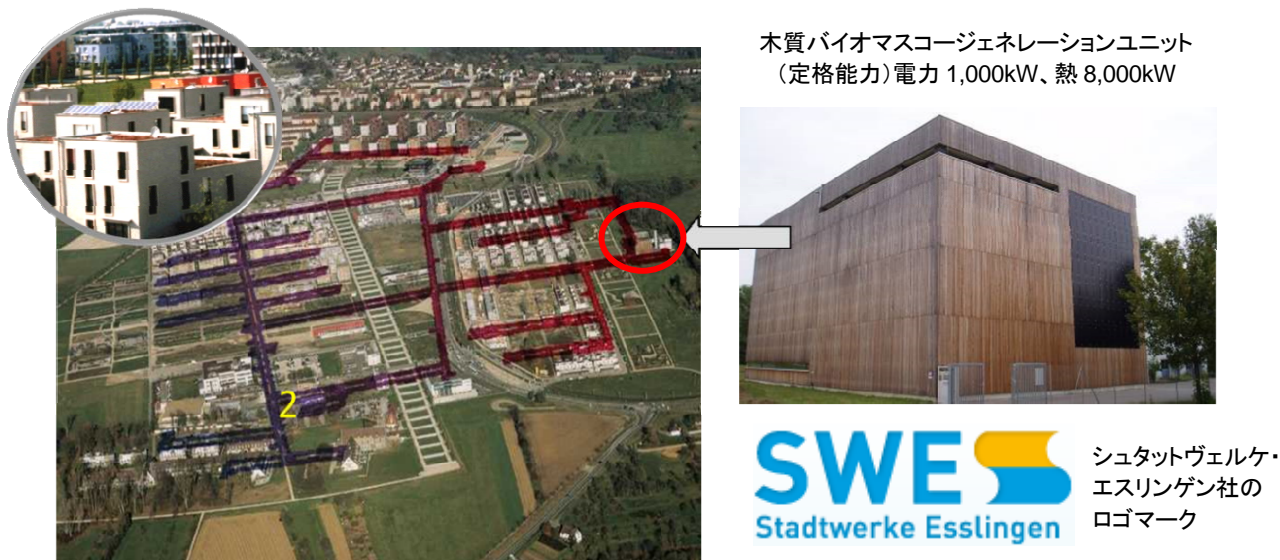 木質バイオマスコージェネレーションユニット
（定格能力）電力 1,000kW、熱 8,000kW
2
SWE
Stadtwerke Esslingen
シュタットヴェルケ・
エスリンゲン社の
ロゴマーク